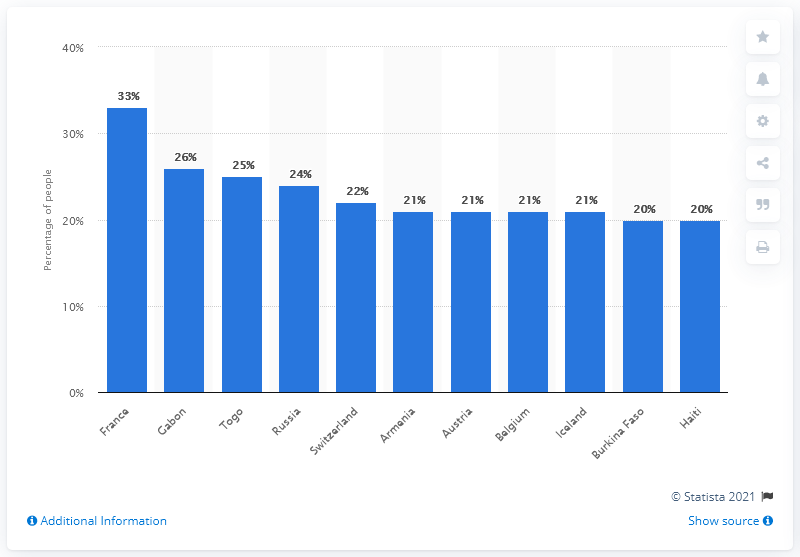 40%
30%
20%
10%
0%
Percentage of people
33%
26%
25%
24%
22%
21%
21%
21%
21%
20%
20%
France
Gabon
Togo
Russia
Switzerland
Armenia
Austria
Belgium
Iceland
Burkina Faso
Haiti
© Statista 2021
Additional Information
Show source